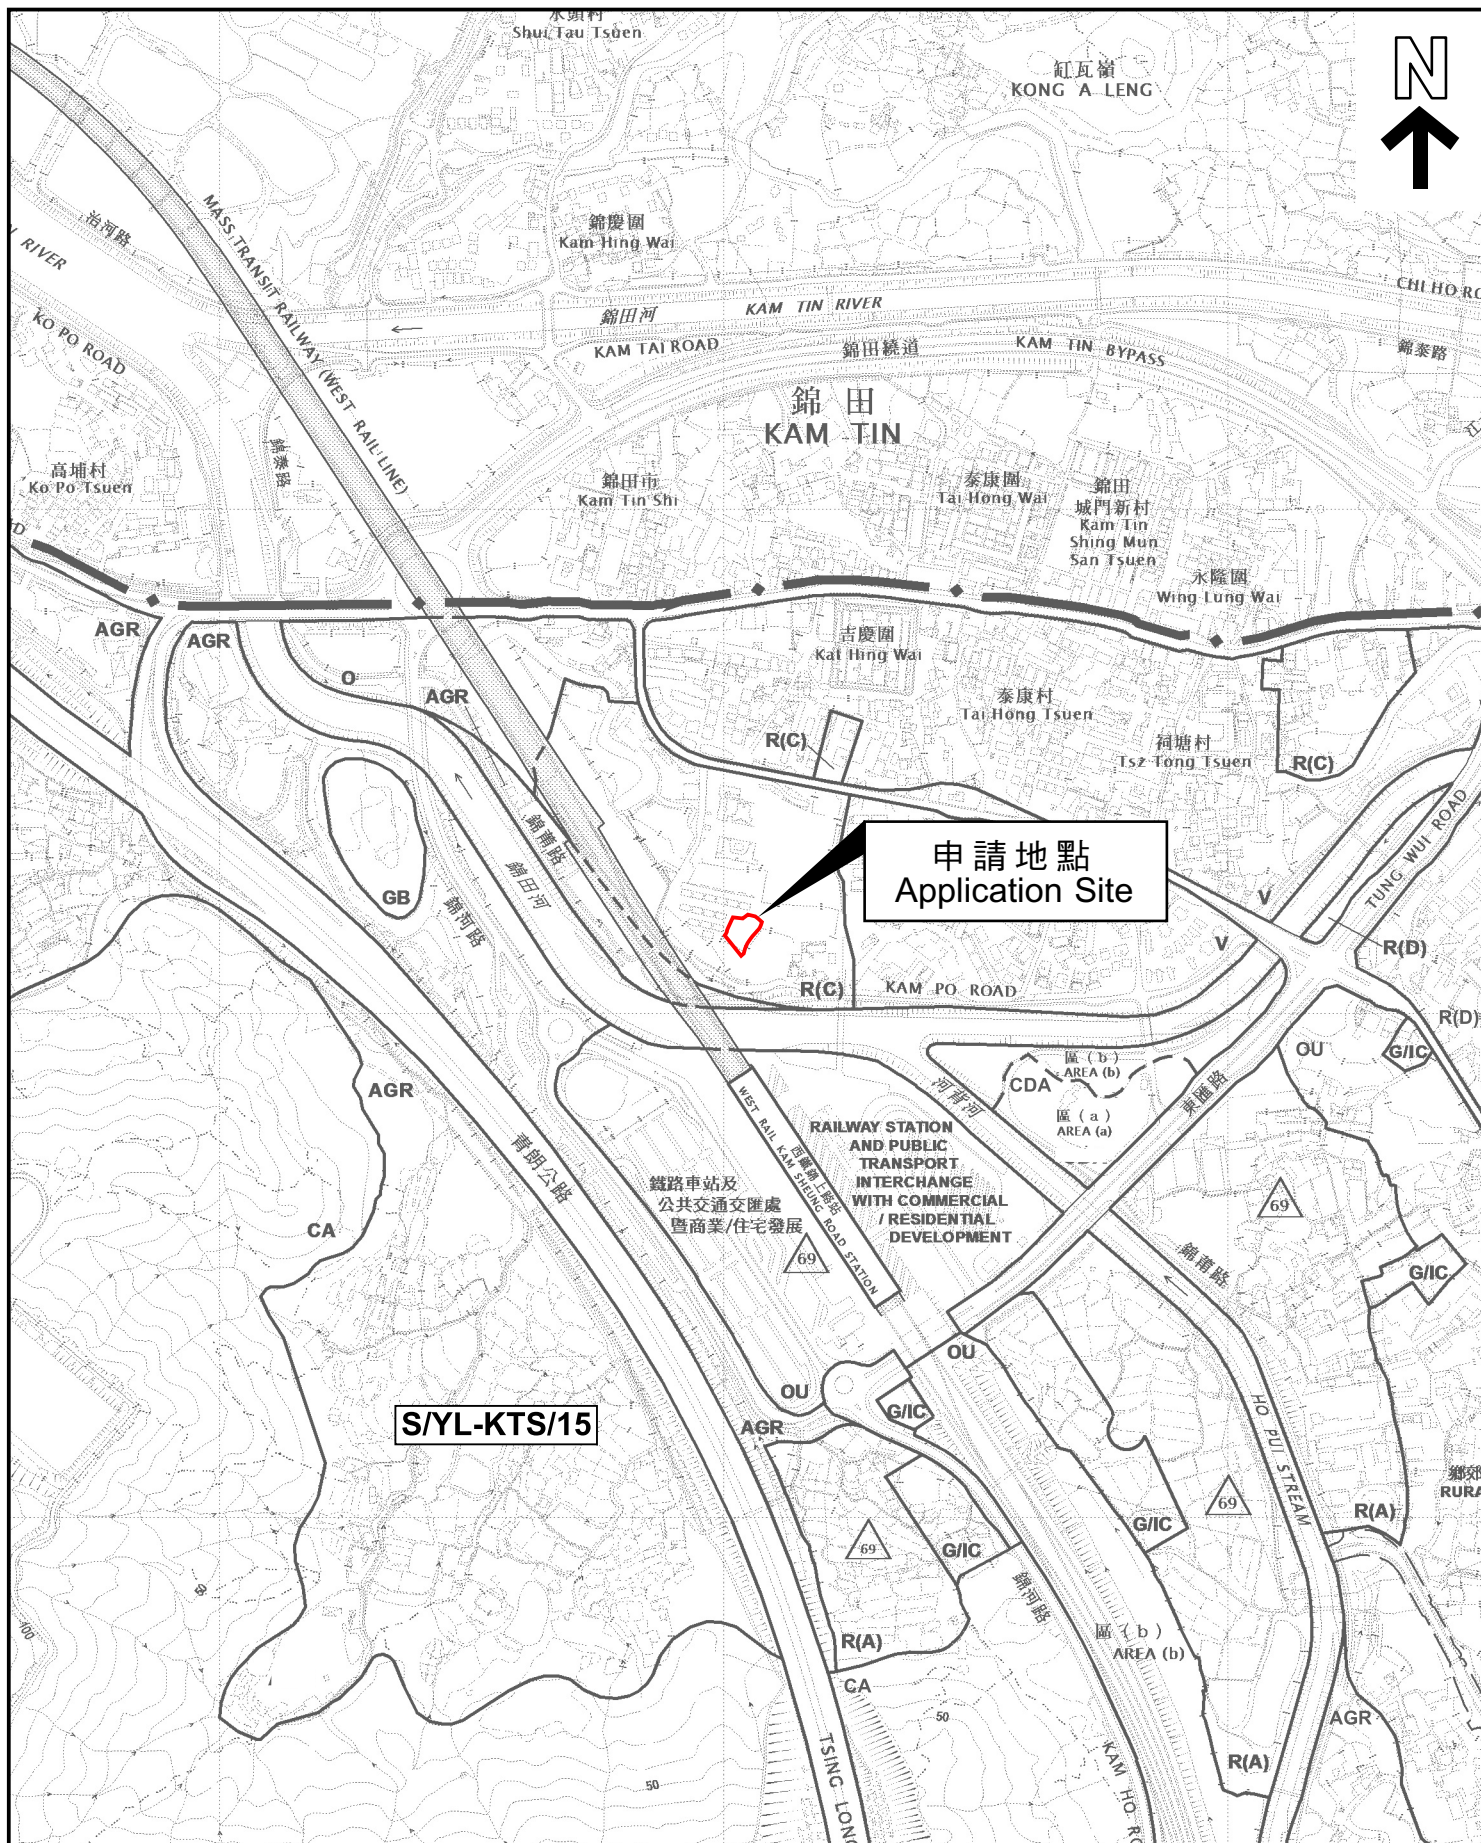 水頭村
Shui Tau Tsuen
缸瓦嶺
KONG A LENG
N
治河路
RIVER
MASS TRANSIT RAILWAY (WEST RAIL LINE)
錦慶圍
Kam Hing Wai
CHI HO RO
錦田河
KAM TIN RIVER
KO PO ROAD
KAM TAI ROAD
錦田繞道
KAM TIN BYPASS
錦泰路
錦田
KAM TIN
錦泰路
高埔村
Ko Po Tsuen
錦田市
Kam Tin Shi
泰康圍
Tai Hong Wai
錦田
城門新村
Kam Tin
Shing Mun
San Tsuen
永隆圍
Wing Lung Wai
AGR
AGR
吉慶圍
Kat Hing Wai
O
AGR
泰康村
Tai Hong Tsuen
R(C)
祠塘村
Tsz Tong Tsuen
R(C)
TUNG WUI ROAD
錦莆路
錦田河
申請地點
Application Site
GB
錦河路
V
V
R(D)
R(C)
KAM PO ROAD
R(D)
OU
G/IC
區 ( b )
AREA (b)
CDA
區 ( a )
AREA (a)
河背河
東匯路
AGR
青朗公路
WEST RAIL KAM SHEUNG ROAD STATION
西鐵錦上路站
RAILWAY STATION
AND PUBLIC
TRANSPORT
INTERCHANGE
WITH COMMERCIAL
/ RESIDENTIAL
DEVELOPMENT
鐵路車站及
公共交通交匯處
暨商業/住宅發展
69
69
CA
錦莆路
G/IC
OU
OU
G/IC
S/YL-KTS/15
AGR
HO PUI STREAM
RURA
69
R(A)
G/IC
69
G/IC
錦河路
50
100
R(A)
區 ( b )
AREA (b)
CA
50
AGR
TSING LONG
KAM HO RO
R(A)
50